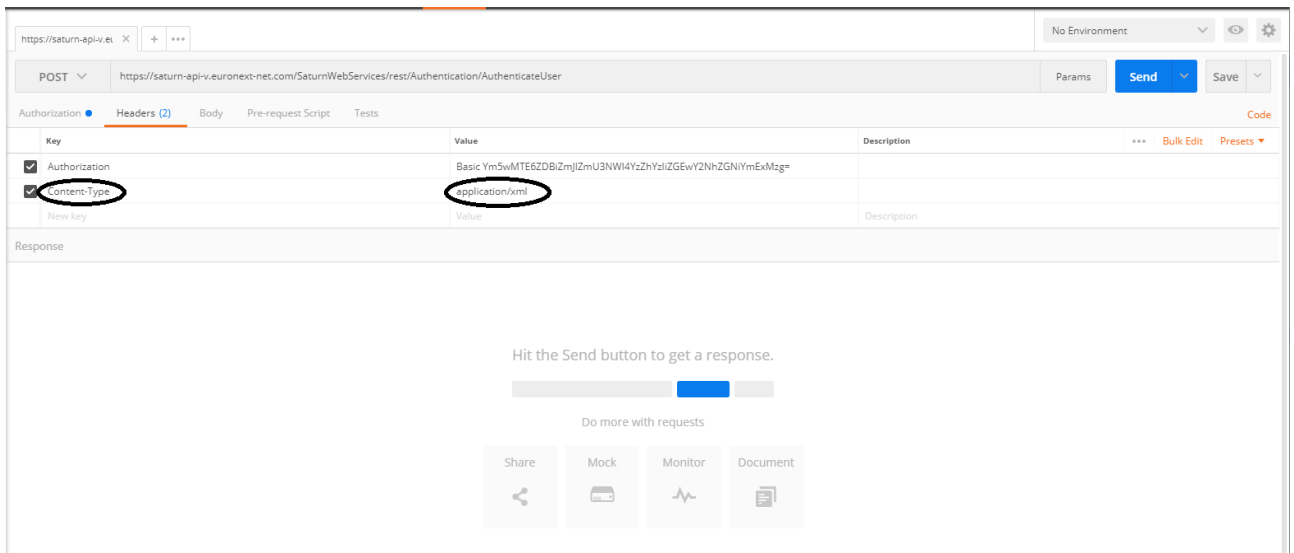 https://saturn-api-v.eu
No Environment
POST https://saturn-api-v.euronext-net.com/SaturnWebServices/rest/Authentication/AuthenticateUser Params Send Save
Authorization Headers (2) Body Pre-request Script Tests Code
Key Value Description Bulk Edit Presets
Authorization Basic Ym5wMTE6ZDBiZmJlZmU3NWI4YzZhYzliZGEwY2NhZGNiYmExMzg=
Content-Type application/xml
New key Value Description
Response
Hit the Send button to get a response.
Do more with requests
Share Mock Monitor Document